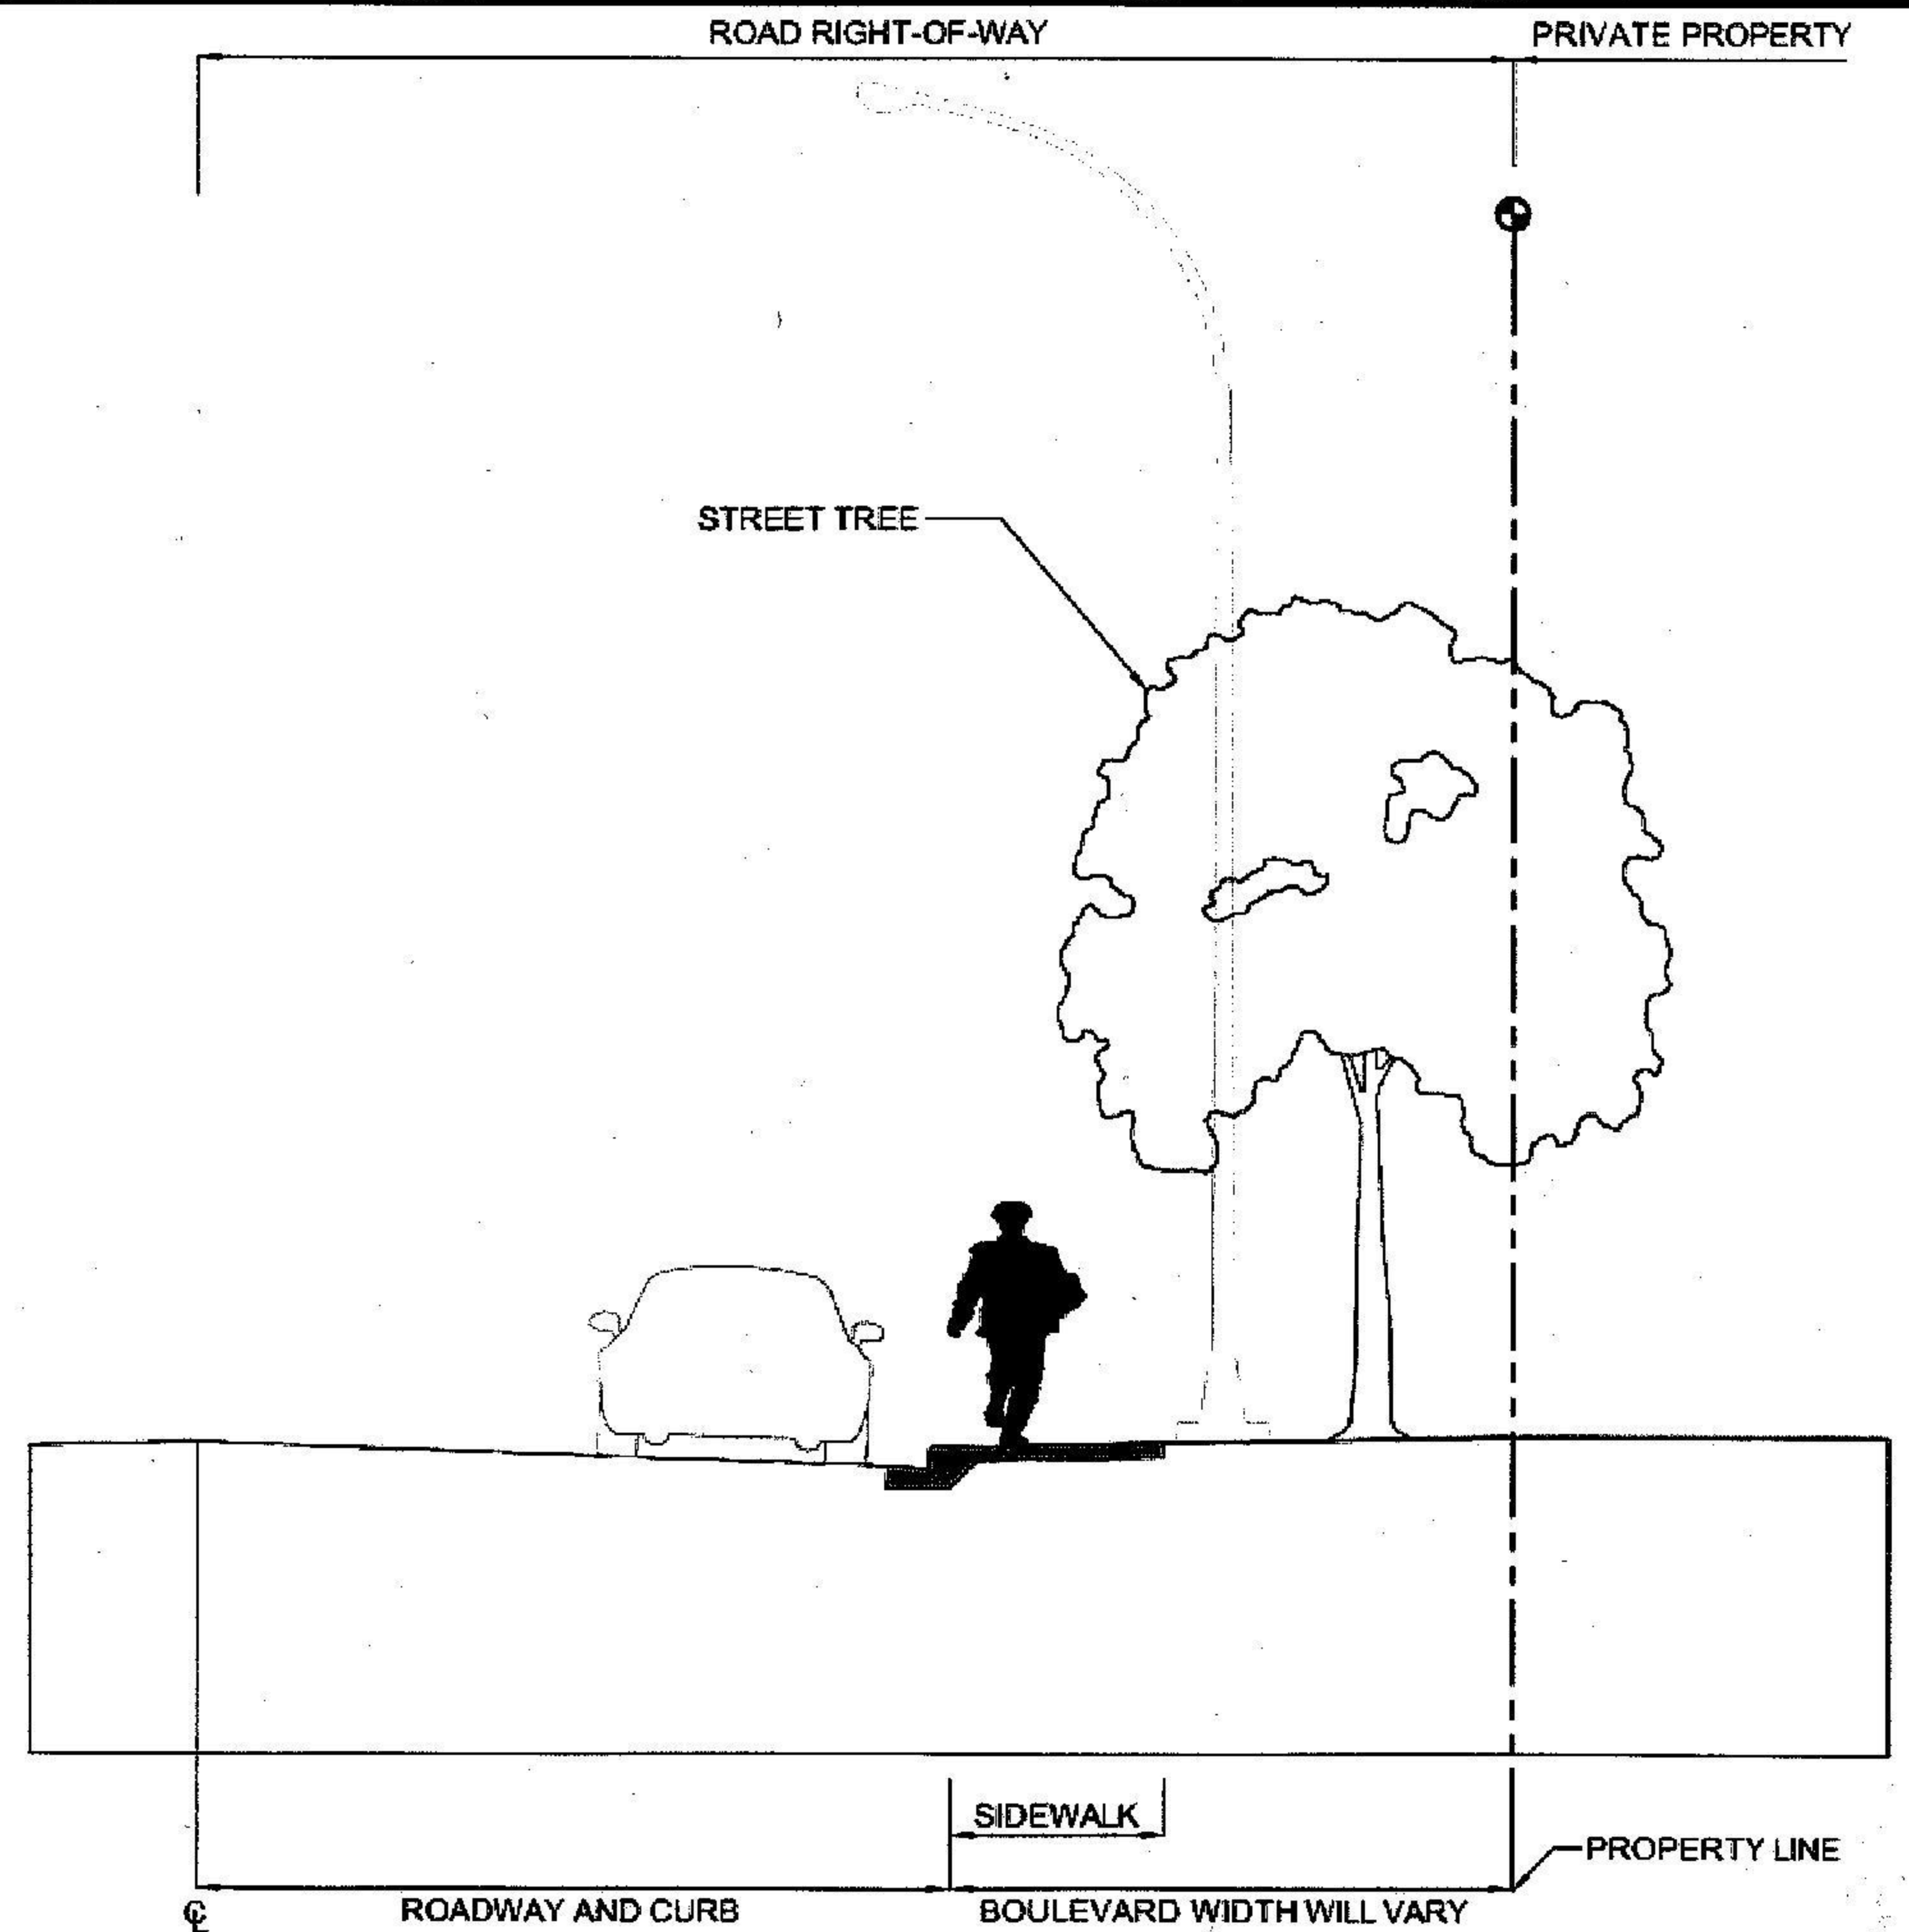 ROAD RIGHT-OF-WAY
PRIVATE PROPERTY
STREET TREE
SIDEWALK
PROPERTY LINE
℄
ROADWAY AND CURB
BOULEVARD WIDTH WILL VARY